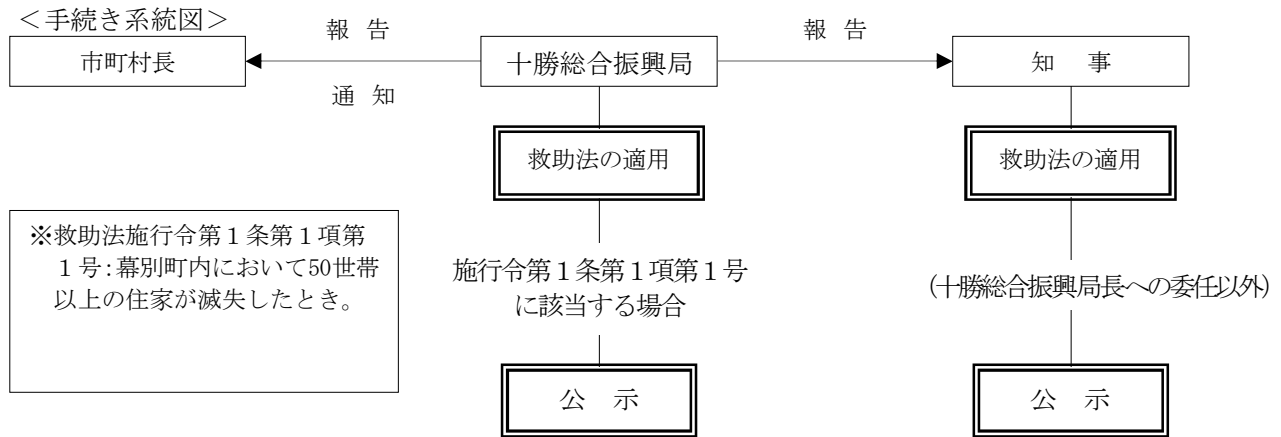 ＜手続き系統図＞
報 告
報 告
市町村長
十勝総合振興局
知 事
通 知
救助法の適用
救助法の適用
※救助法施行令第１条第１項第
１号：幕別町内において50世帯
以上の住家が滅失したとき。
施行令第１条第１項第１号
に該当する場合
(十勝総合振興局長への委任以外)
公 示
公 示